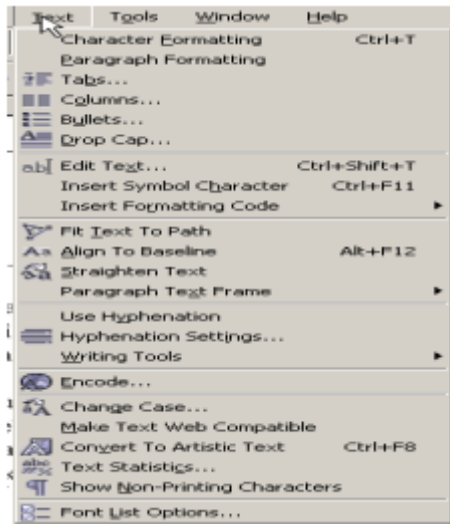 Text Tools Window Help
Character Formatting Ctrl+T
Paragraph Formatting
Tabs...
Columns...
Bullets...
Drop Cap...
ab Edit Text... Ctrl+Shift+T
Insert Symbol Character Ctrl+F11
Insert Formatting Code
Fit Text To Path
Aa Align To Baseline Alt+F12
Straighten Text
Paragraph Text Frame
Use Hyphenation
Hyphenation Settings...
Writing Tools
Encode...
Change Case...
Make Text Web Compatible
Convert To Artistic Text Ctrl+F8
abc Text Statistics...
Show Non-Printing Characters
Font List Options...